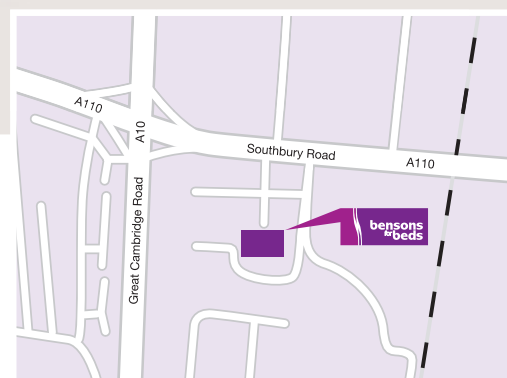 A110
A10
Southbury Road
A110
Great Cambridge Road
bensons
for
beds